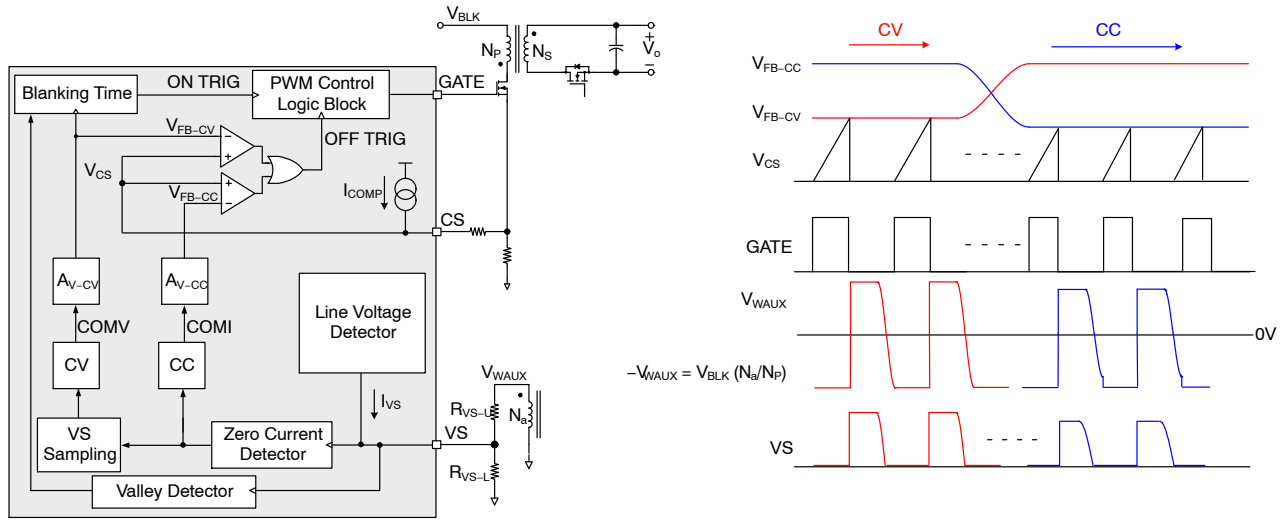 V_BLK
N_P
N_S
+
V_o
−
ON TRIG
Blanking Time
PWM Control
Logic Block
GATE
V_FB−CV
OFF TRIG
+
−
V_CS
V_FB−CC
+
−
I_COMP
CS
A_V−CV
A_V−CC
COMV
COMI
CV
CC
Line Voltage
Detector
I_VS
V_WAUX
R_VS−U
N_a
VS
R_VS−L
VS
Sampling
Zero Current
Detector
Valley Detector
CV
CC
V_FB−CC
V_FB−CV
V_CS
GATE
V_WAUX
0V
−V_WAUX = V_BLK (N_a/N_P)
VS